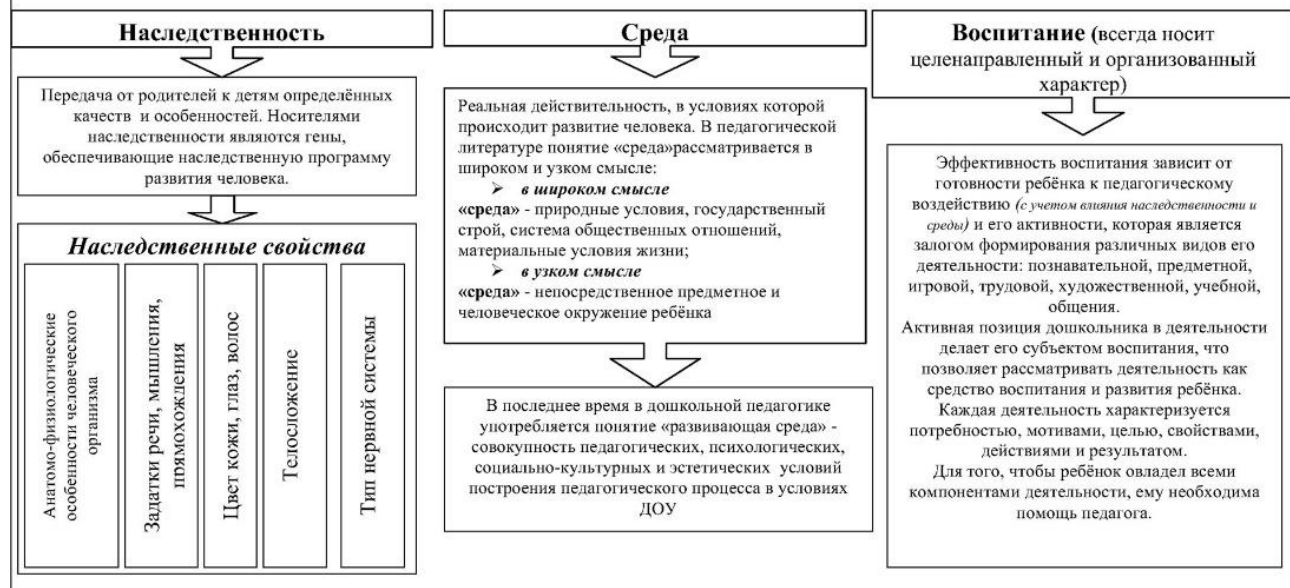 Наследственность
Передача от родителей к детям определённых
качеств и особенностей. Носителями
наследственности являются гены,
обеспечивающие наследственную программу
развития человека.
Наследственные свойства
Анатомо-физиологические
особенности человеческого
организма
Задатки речи, мышления,
прямохождения
Цвет кожи, глаз, волос
Телосложение
Тип нервной системы
Среда
Реальная действительность, в условиях которой
происходит развитие человека. В педагогической
литературе понятие «среда»рассматривается в
широком и узком смысле:
➢ в широком смысле
«среда» - природные условия, государственный
строй, система общественных отношений,
материальные условия жизни;
➢ в узком смысле
«среда» - непосредственное предметное и
человеческое окружение ребёнка
В последнее время в дошкольной педагогике
употребляется понятие «развивающая среда» -
совокупность педагогических, психологических,
социально-культурных и эстетических условий
построения педагогического процесса в условиях
ДОУ
Воспитание (всегда носит
целенаправленный и организованный
характер)
Эффективность воспитания зависит от
готовности ребёнка к педагогическому
воздействию (с учетом влияния наследственности и
среды) и его активности, которая является
залогом формирования различных видов его
деятельности: познавательной, предметной,
игровой, трудовой, художественной, учебной,
общения.
Активная позиция дошкольника в деятельности
делает его субъектом воспитания, что
позволяет рассматривать деятельность как
средство воспитания и развития ребёнка.
Каждая деятельность характеризуется
потребностью, мотивами, целью, свойствами,
действиями и результатом.
Для того, чтобы ребёнок овладел всеми
компонентами деятельности, ему необходима
помощь педагога.